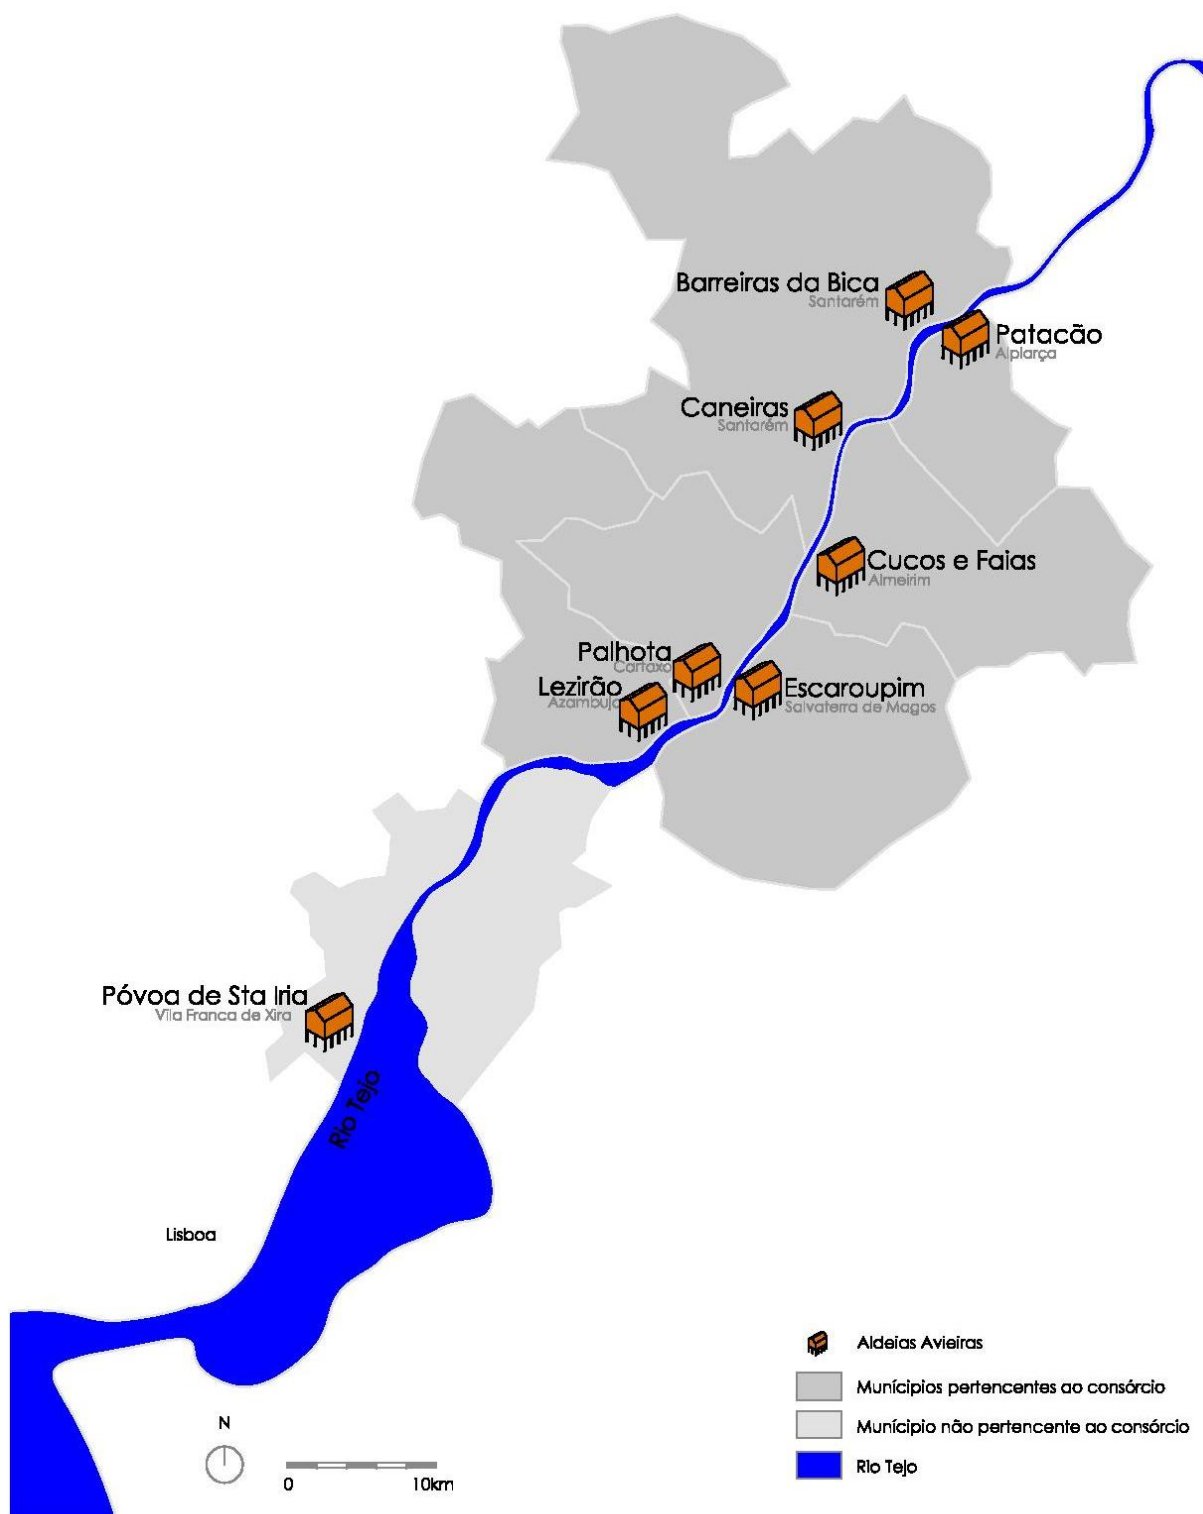 Barreiras da Bica
Santarém
Patacão
Alpiarça
Caneiras
Santarém
Cucos e Faias
Almeirim
Palhota
Cartaxo
Lezirão
Azambuja
Escaroupim
Salvaterra de Magos
Póvoa de Sta Iria
Vila Franca de Xira
Rio Tejo
Lisboa
N
0 10km
Aldeias Avieiras
Munícipios pertencentes ao consórcio
Munícipio não pertencente ao consórcio
Rio Tejo